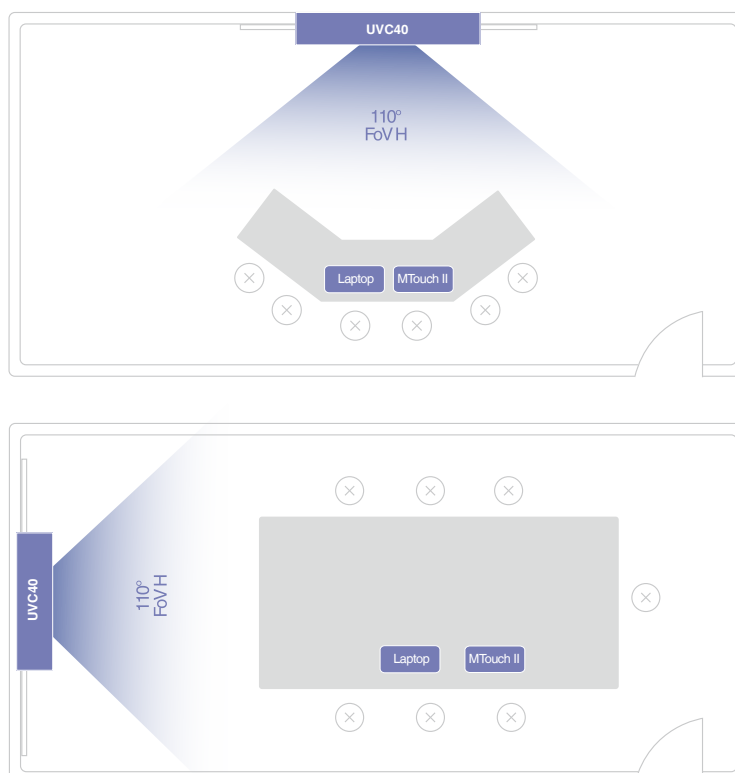 UVC40
110°
FoV H
Laptop
MTouch II
UVC40
110°
FoV H
Laptop
MTouch II